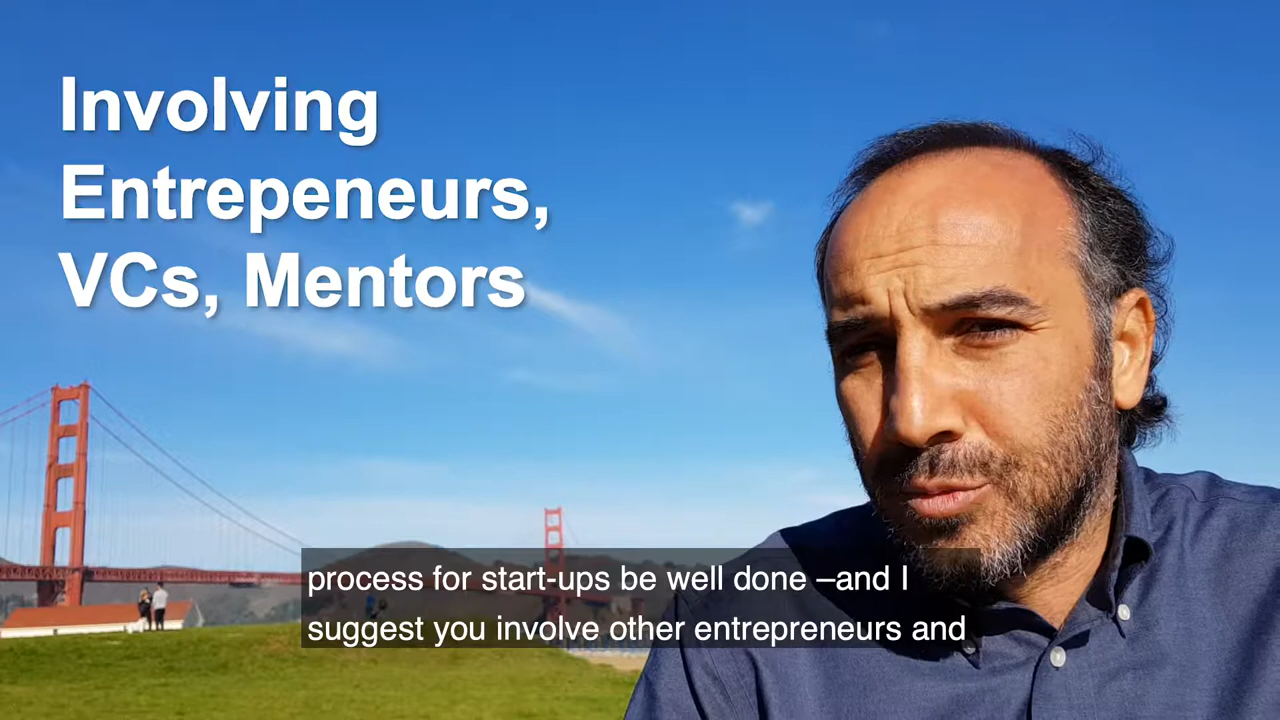 Involving
Entrepeneurs,
VCs, Mentors
process for start-ups be well done –and I
suggest you involve other entrepreneurs and